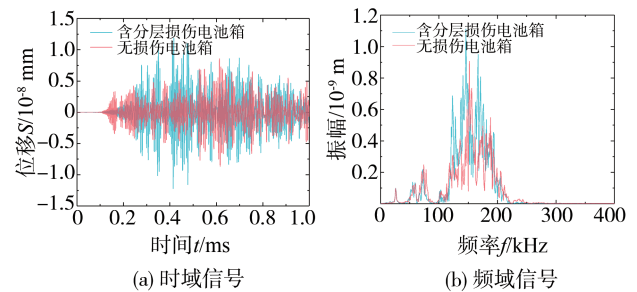 含分层损伤电池箱
无损伤电池箱
1.5
1.0
0.5
0
−0.5
−1.0
−1.5
0 0.2 0.4 0.6 0.8 1.0
位移S/10⁻⁸ mm
时间t/ms
(a) 时域信号
含分层损伤电池箱
无损伤电池箱
1.2
1.0
0.8
0.6
0.4
0.2
0 100 200 300 400
振幅/10⁻⁹ m
频率f/kHz
(b) 频域信号